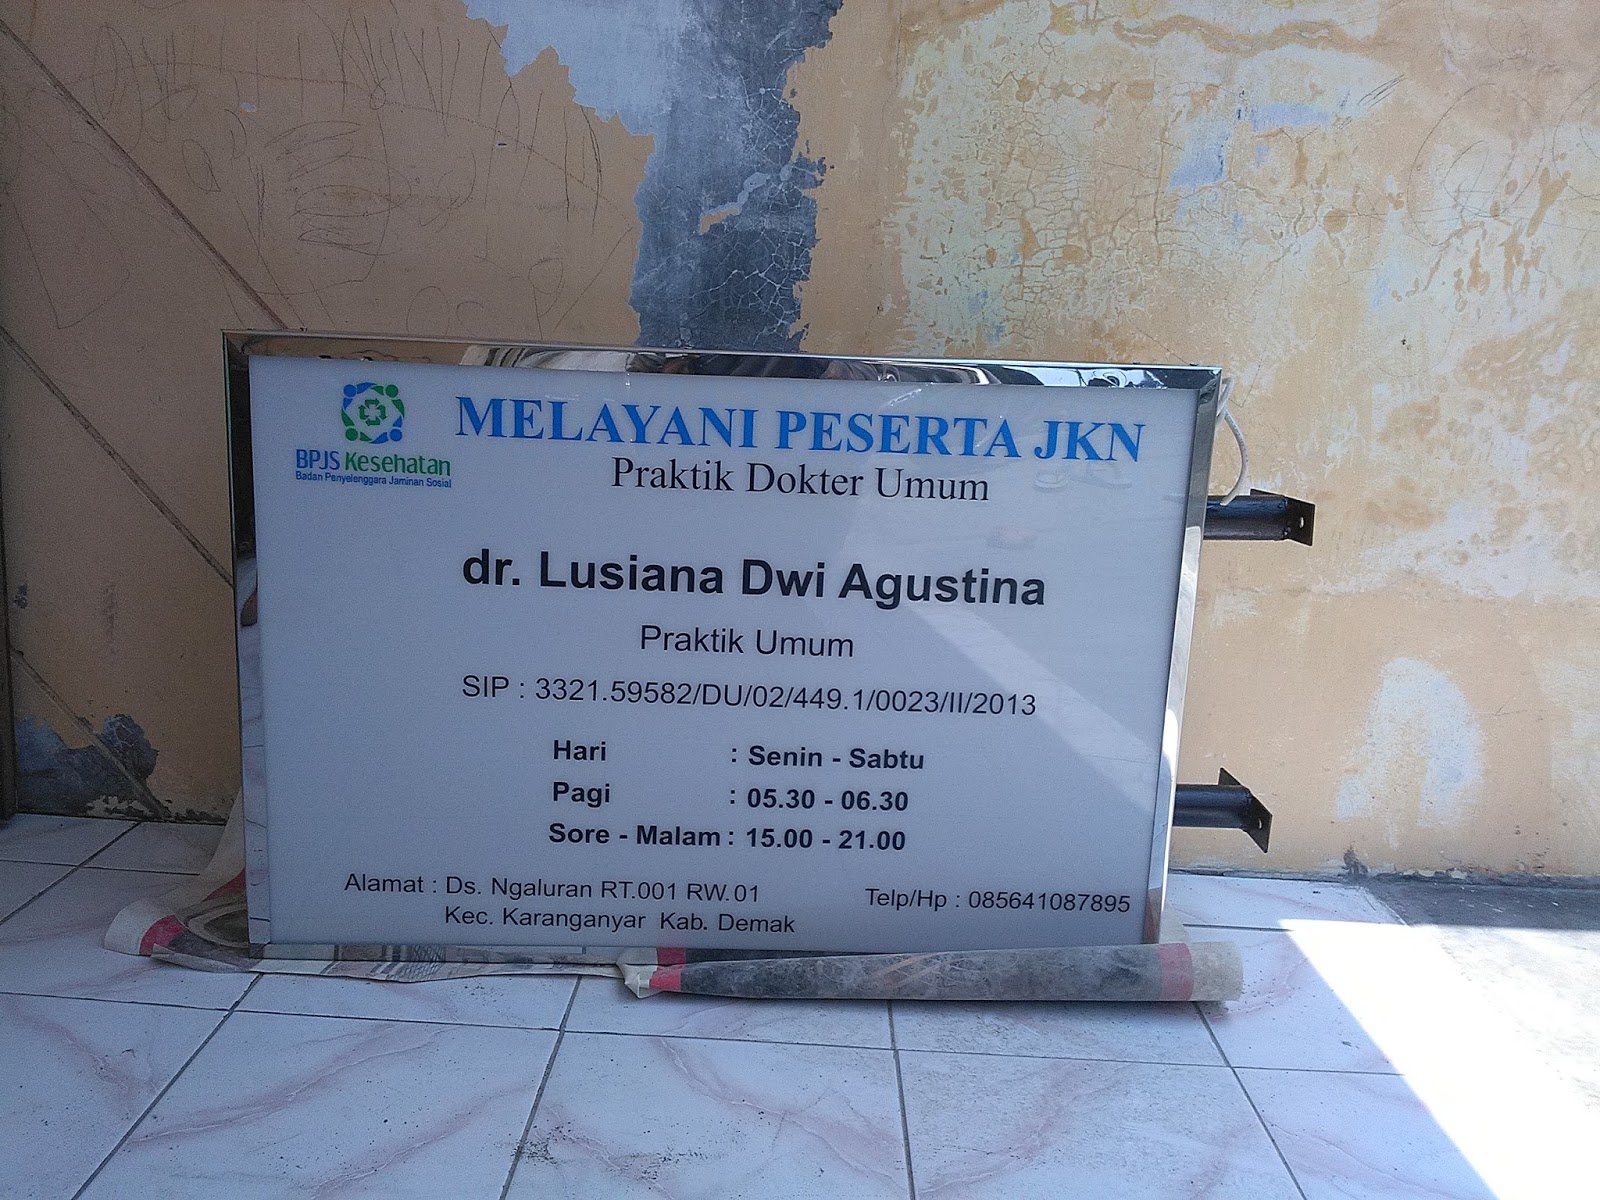 MELAYANI PESERTA JKN
Praktik Dokter Umum
BPJS Kesehatan
Badan Penyelenggara Jaminan Sosial
dr. Lusiana Dwi Agustina
Praktik Umum
SIP : 3321.59582/DU/02/449.1/0023/II/2013
Hari : Senin - Sabtu
Pagi : 05.30 - 06.30
Sore - Malam : 15.00 - 21.00
Alamat : Ds. Ngaluran RT.001 RW.01
Kec. Karanganyar Kab. Demak
Telp/Hp : 085641087895